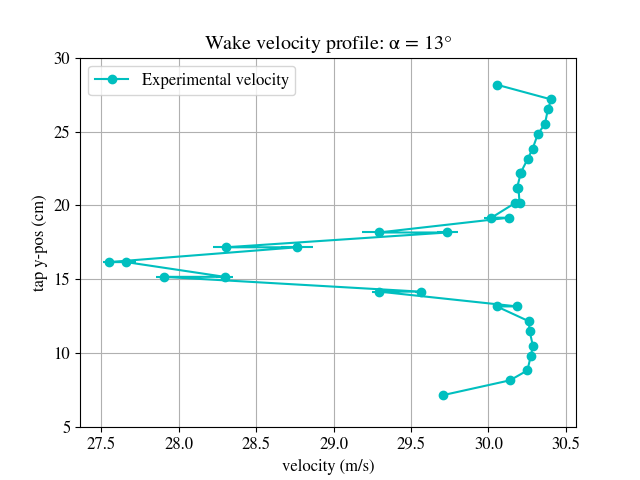 Wake velocity profile: α = 13°
Experimental velocity
tap y-pos (cm)
30
25
20
15
10
5
27.5 28.0 28.5 29.0 29.5 30.0 30.5
velocity (m/s)